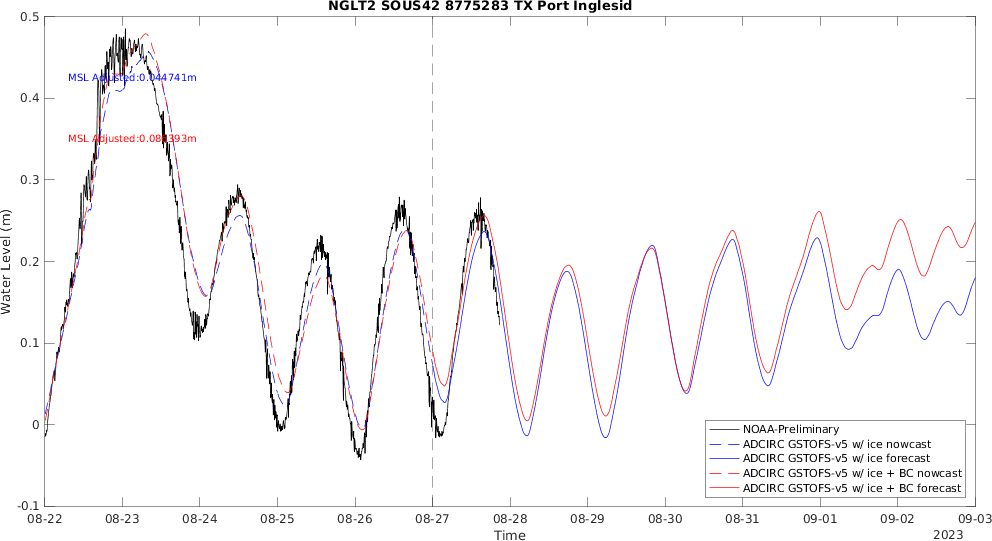 NGLT2 SOUS42 8775283 TX Port Inglesid
Water Level (m)
0.5
0.4
0.3
0.2
0.1
0
-0.1
MSL Adjusted:0.044741m
MSL
NOAA-Preliminary
ADCIRC GSTOFS-v5 w/ ice nowcast
ADCIRC GSTOFS-v5 w/ ice forecast
ADCIRC GSTOFS-v5 w/ ice + BC nowcast
ADCIRC GSTOFS-v5 w/ ice + BC forecast
08-22 08-23 08-24 08-25 08-26 08-27 08-28 08-29 08-30 08-31 09-01 09-02 09-03
Time
2023